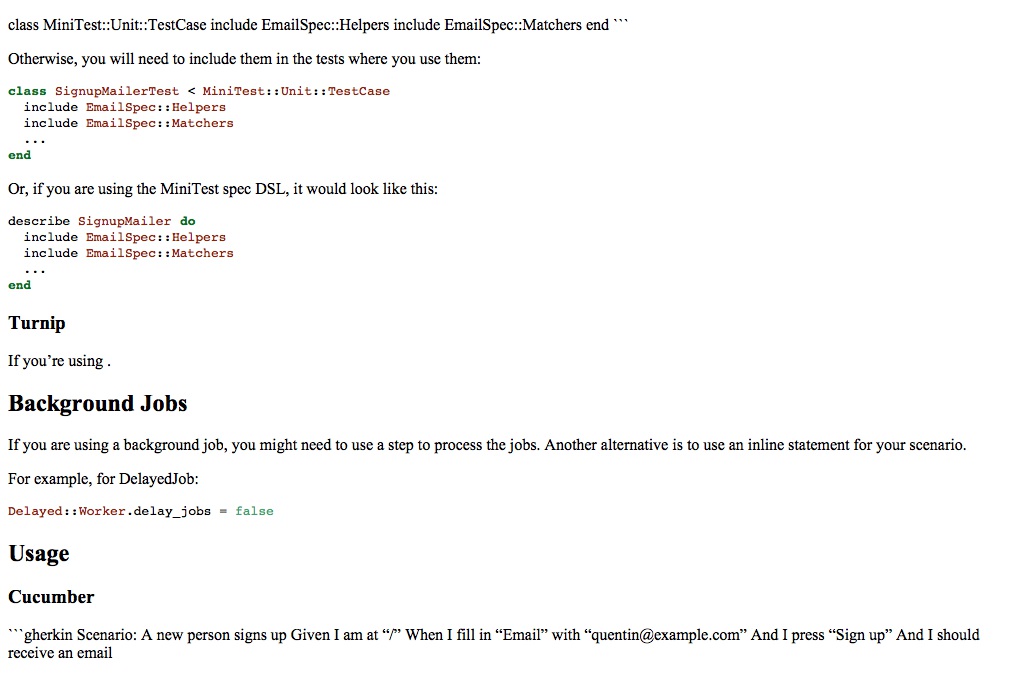 class MiniTest::Unit::TestCase include EmailSpec::Helpers include EmailSpec::Matchers end ```
Otherwise, you will need to include them in the tests where you use them:
class SignupMailerTest < MiniTest::Unit::TestCase
  include EmailSpec::Helpers
  include EmailSpec::Matchers
  ...
end
Or, if you are using the MiniTest spec DSL, it would look like this:
describe SignupMailer do
  include EmailSpec::Helpers
  include EmailSpec::Matchers
  ...
end
Turnip
If you’re using .
Background Jobs
If you are using a background job, you might need to use a step to process the jobs. Another alternative is to use an inline statement for your scenario.
For example, for DelayedJob:
Delayed::Worker.delay_jobs = false
Usage
Cucumber
```gherkin Scenario: A new person signs up Given I am at “/” When I fill in “Email” with “quentin@example.com” And I press “Sign up” And I should
receive an email